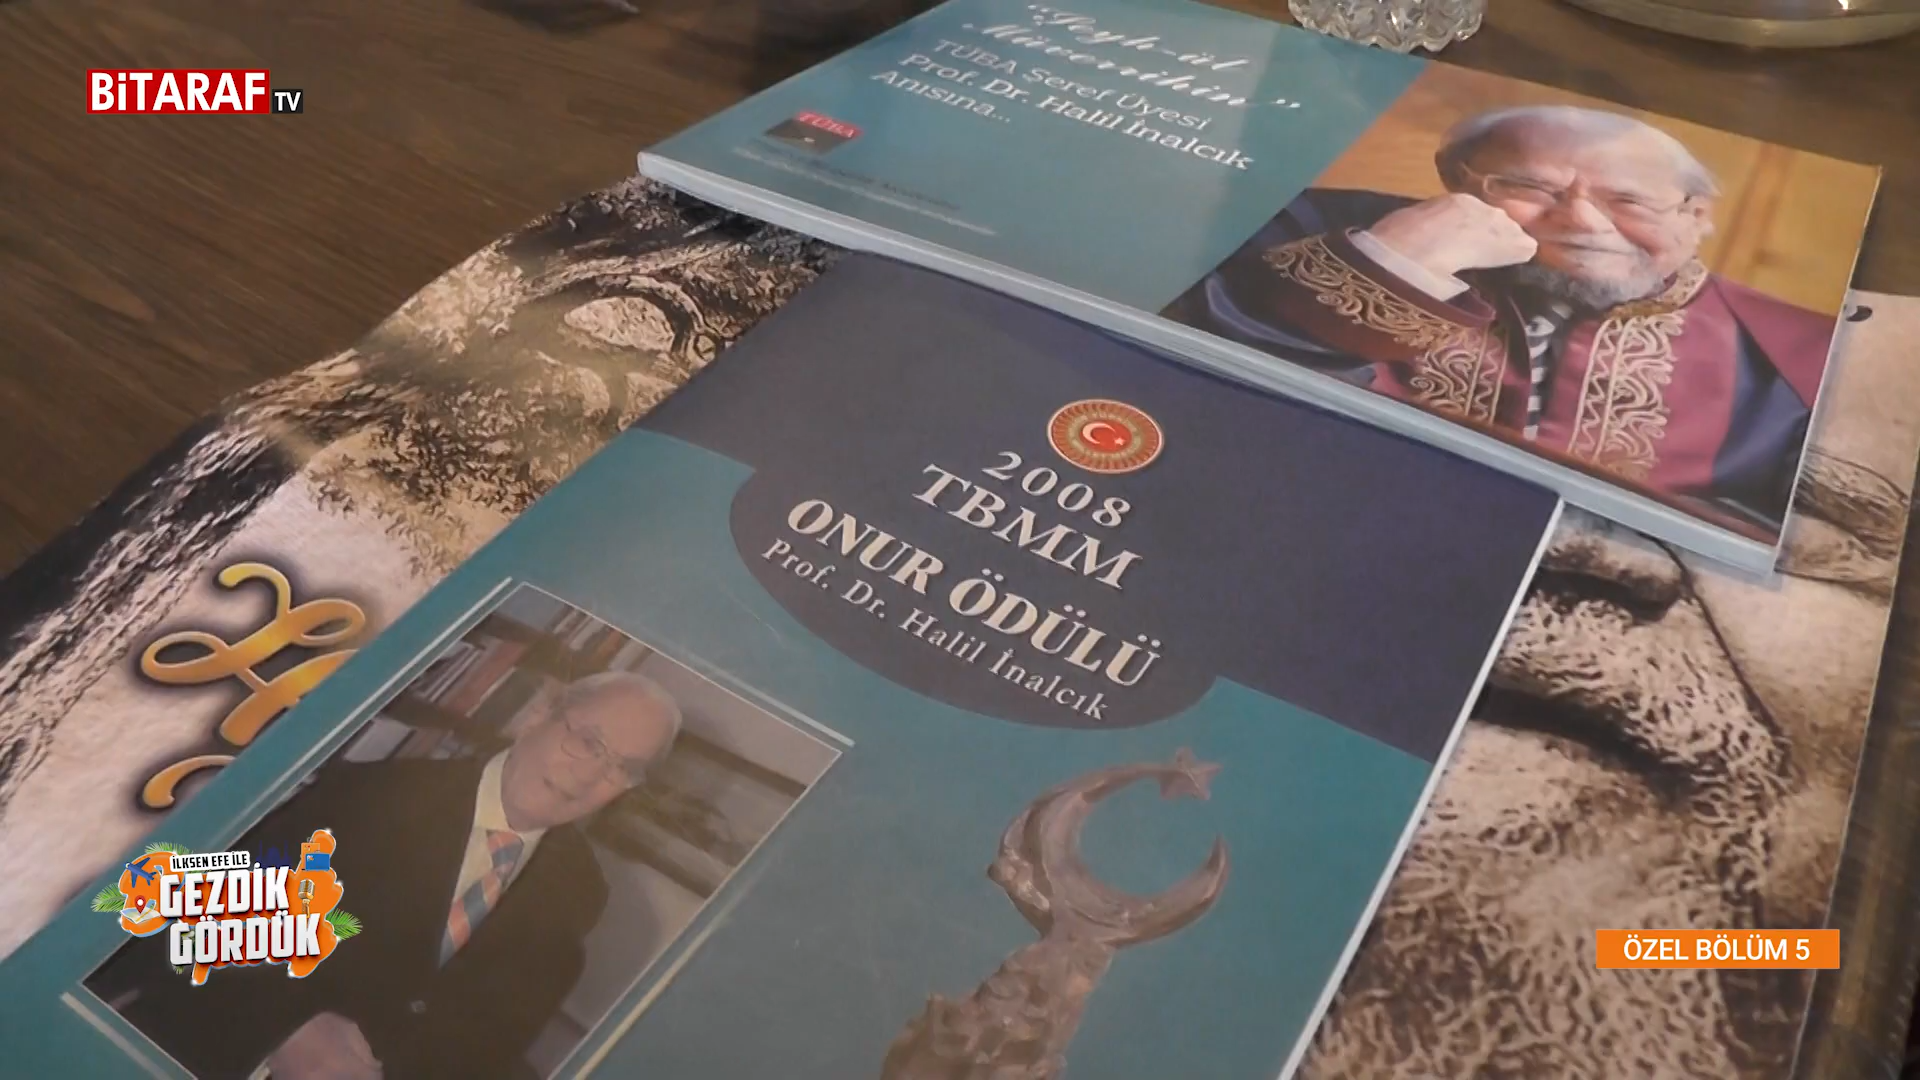 BiTARAF TV
"Şeyh-ül
Müverrihin"
TÜBA Şeref Üyesi
Prof. Dr. Halil İnalcık
Anısına...
TÜBA
2008
TBMM
ONUR ÖDÜLÜ
Prof. Dr. Halil İnalcık
İLKSEN EFE İLE
GEZDİK
GÖRDÜK
ÖZEL BÖLÜM 5